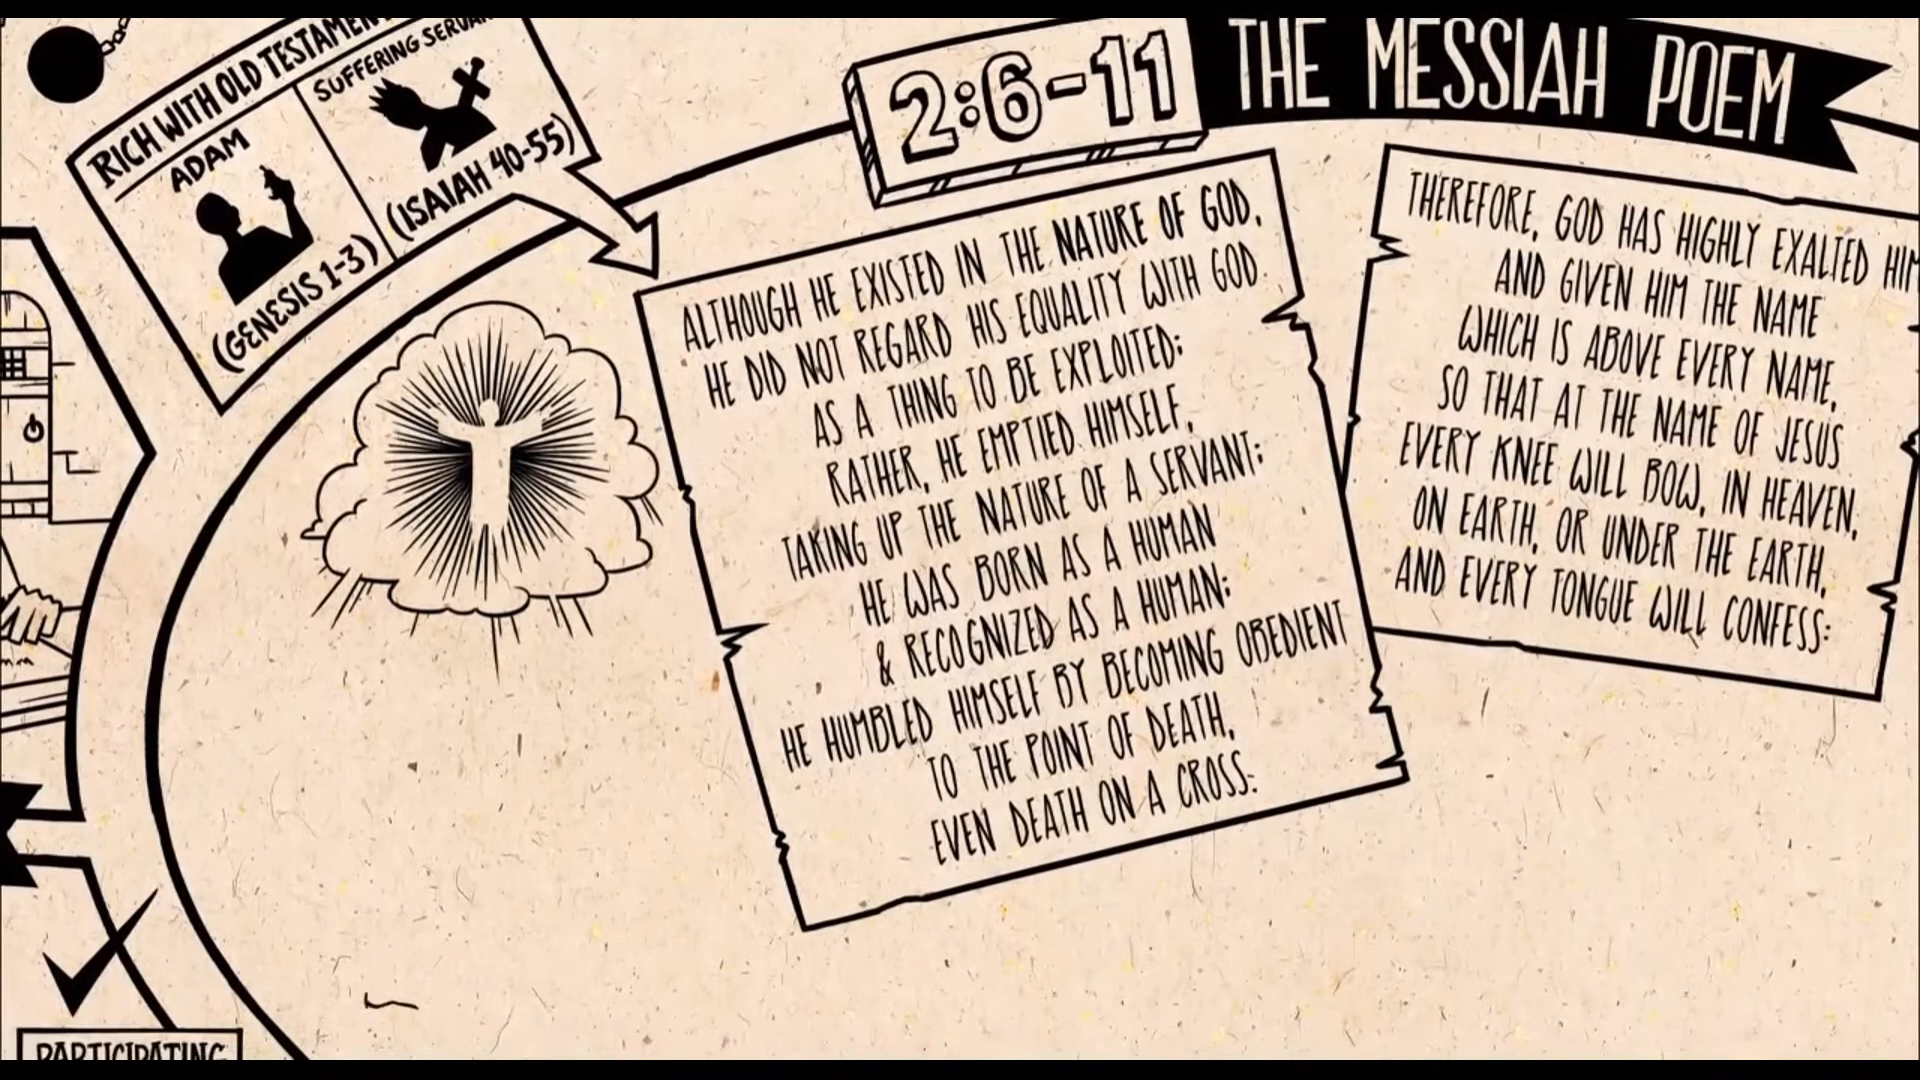 RICH WITH OLD TESTAMENT
ADAM
(GENESIS 1-3)
SUFFERING SERVANT
(ISAIAH 40-55)
2:6-11
THE MESSIAH POEM
ALTHOUGH HE EXISTED IN THE NATURE OF GOD,
HE DID NOT REGARD HIS EQUALITY WITH GOD
AS A THING TO BE EXPLOITED;
RATHER, HE EMPTIED HIMSELF,
TAKING UP THE NATURE OF A SERVANT;
HE WAS BORN AS A HUMAN
& RECOGNIZED AS A HUMAN;
HE HUMBLED HIMSELF BY BECOMING OBEDIENT
TO THE POINT OF DEATH,
EVEN DEATH ON A CROSS.
THEREFORE, GOD HAS HIGHLY EXALTED HIM
AND GIVEN HIM THE NAME
WHICH IS ABOVE EVERY NAME,
SO THAT AT THE NAME OF JESUS
EVERY KNEE WILL BOW, IN HEAVEN,
ON EARTH, OR UNDER THE EARTH,
AND EVERY TONGUE WILL CONFESS:
PARTICIPATING